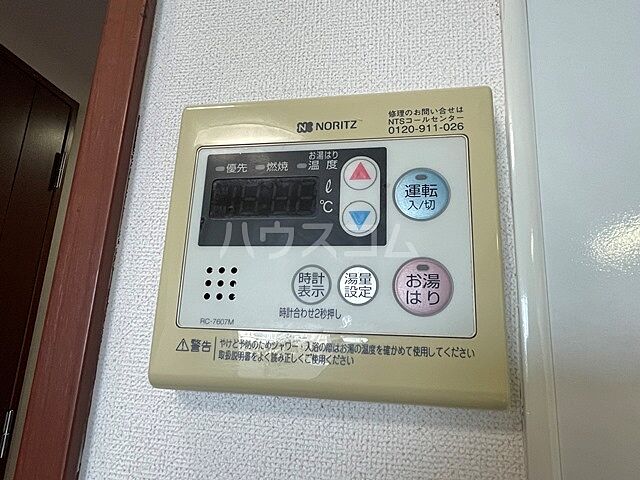 NORITZ
修理のお問い合せは
NTSコールセンター
0120-911-026
優先 燃焼 お湯はり温度
ℓ
℃
運転
入/切
ハウスコム
時計
表示
湯量
設定
お湯
はり
時計合わせ2秒押し
RC-7607M
警告
やけど予防のためシャワー・入浴の際はお湯の温度を確かめて使用してください
取扱説明書をよく読み正しくご使用ください